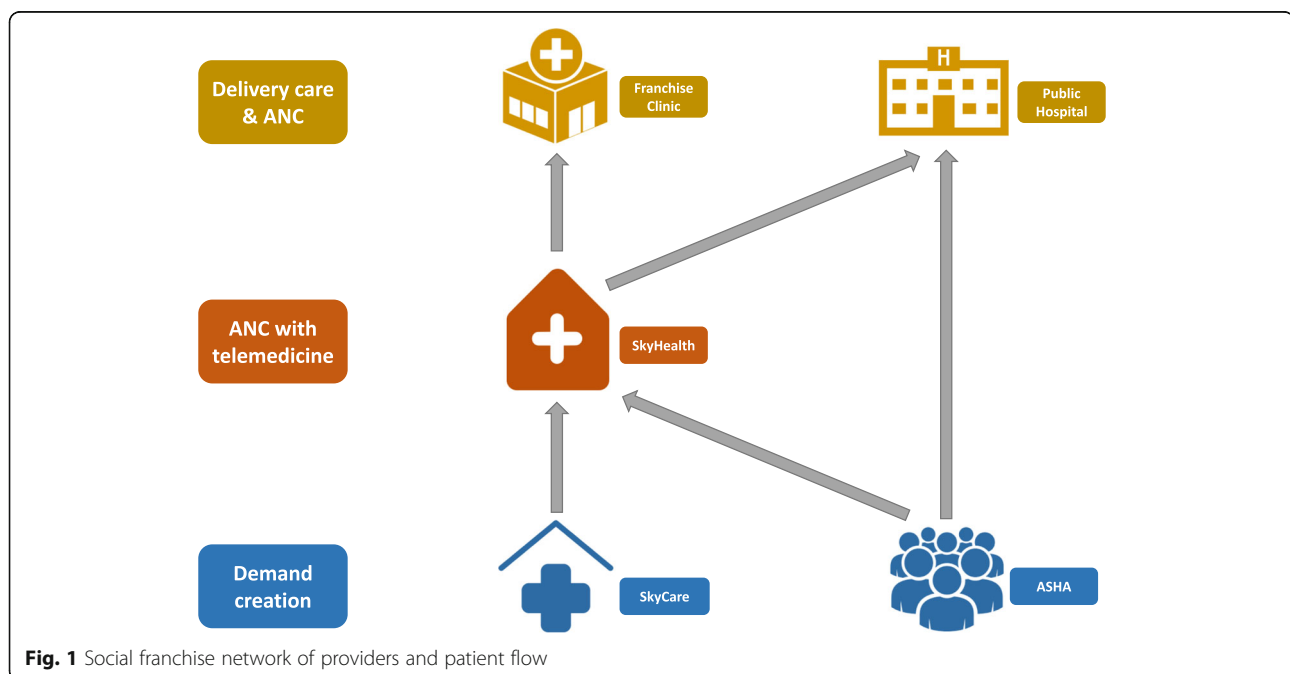 Delivery care
& ANC
Franchise
Clinic
H
Public
Hospital
ANC with
telemedicine
SkyHealth
Demand
creation
SkyCare
ASHA
Fig. 1 Social franchise network of providers and patient flow